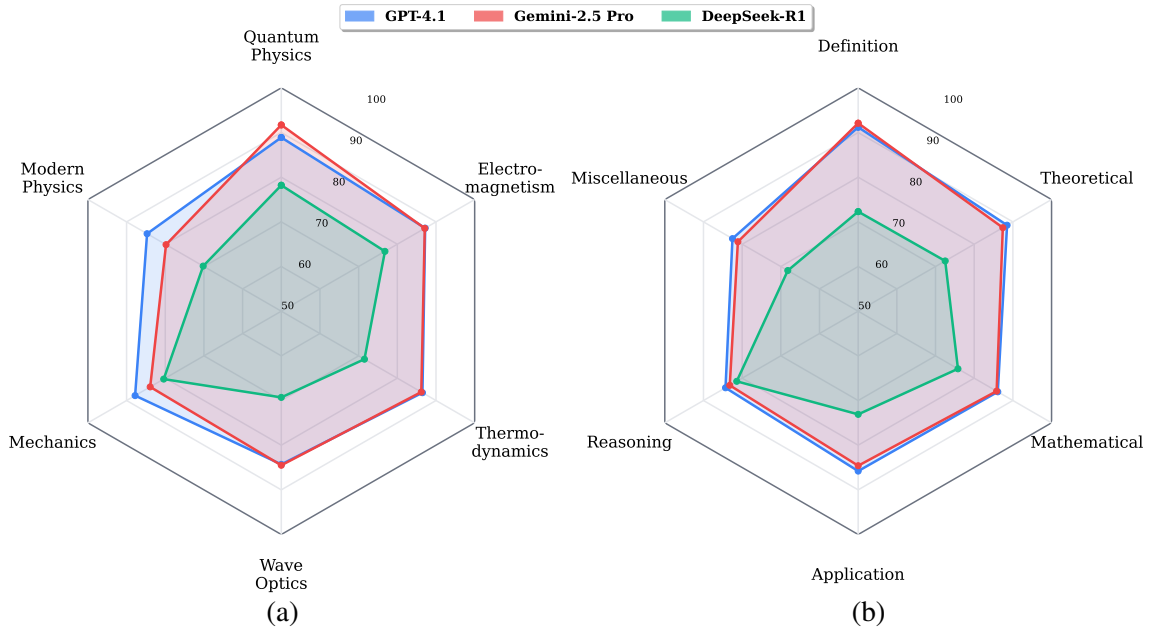 GPT-4.1 Gemini-2.5 Pro DeepSeek-R1
Quantum
Physics
100
90
Electro-
magnetism
80
Modern
Physics
70
60
50
Mechanics
Thermo-
dynamics
Wave
Optics
(a)
Definition
100
90
Miscellaneous
80
Theoretical
70
60
50
Reasoning
Mathematical
Application
(b)